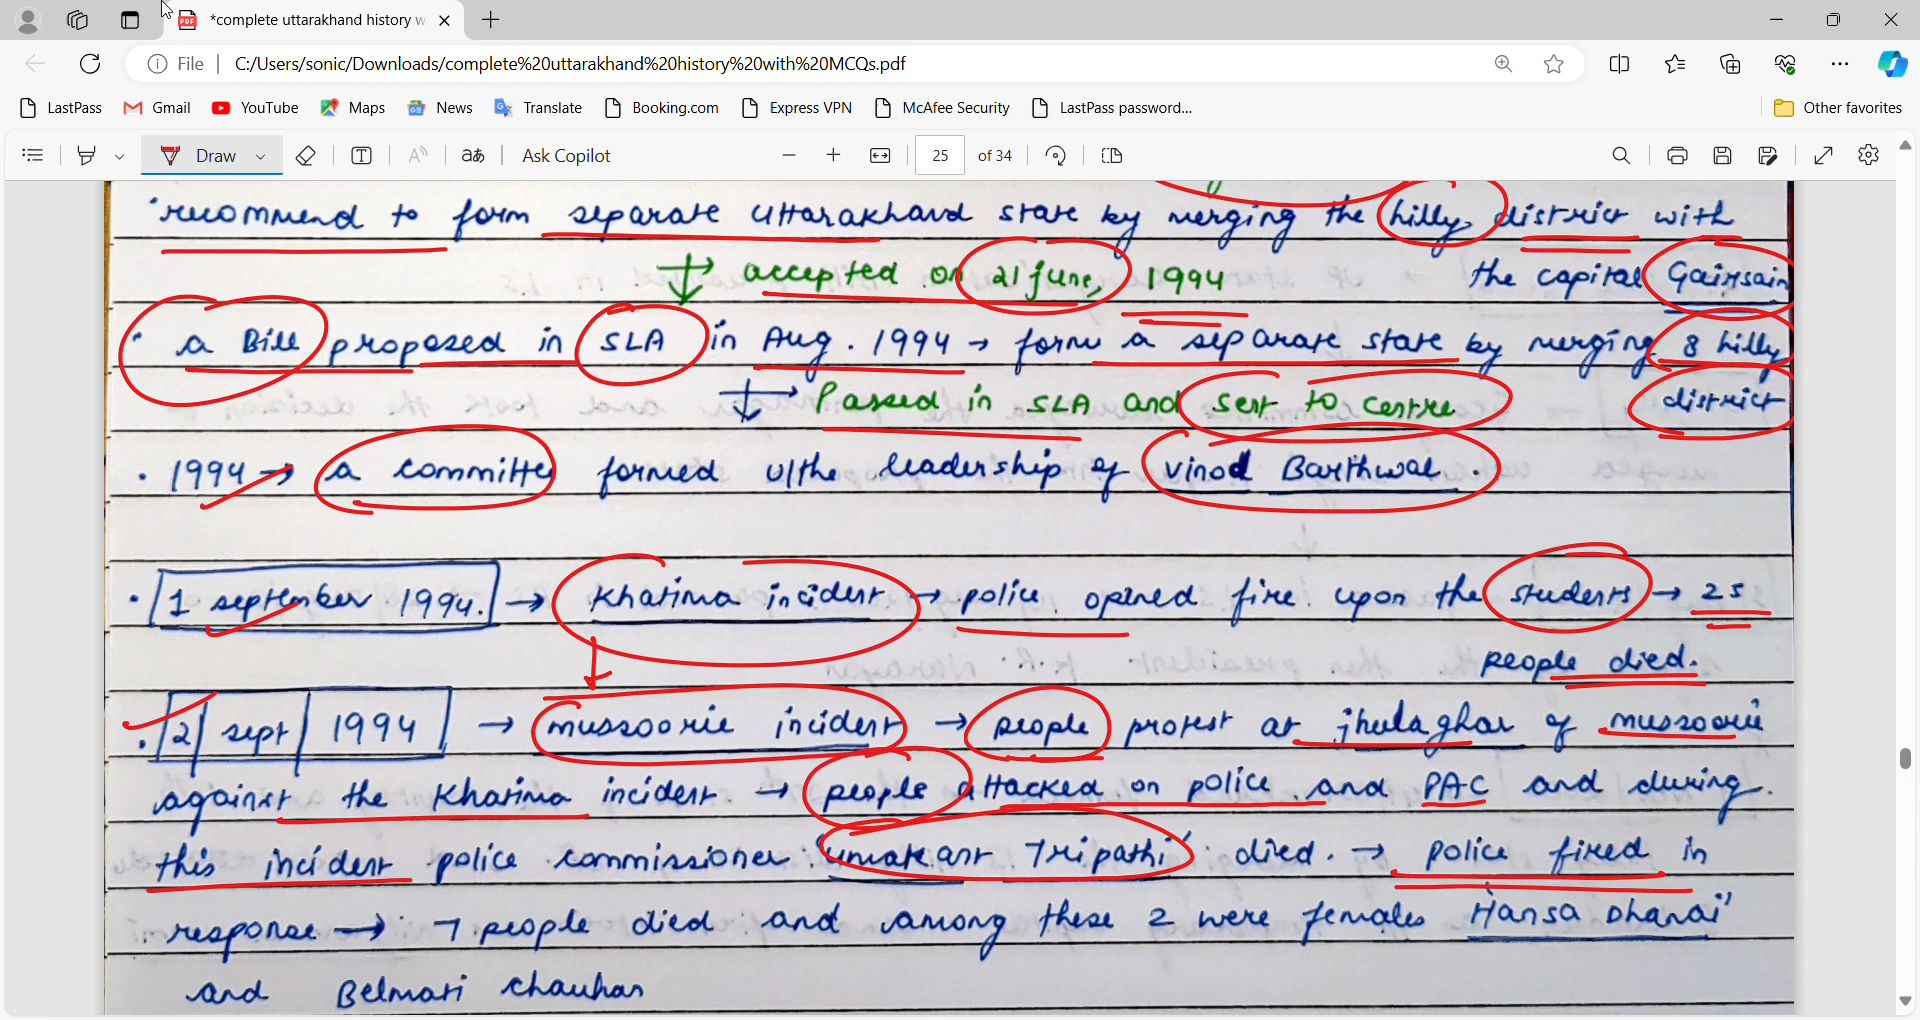 *complete uttarakhand history w
File
C:/Users/sonic/Downloads/complete%20uttarakhand%20history%20with%20MCQs.pdf
LastPass
Gmail
YouTube
Maps
News
Translate
Booking.com
Express VPN
McAfee Security
LastPass password...
Other favorites
Draw
Ask Copilot
25 of 34
recommend to form separate Uttarakhand state by merging the hilly district with
accepted on 21 June, 1994 the capital Gairsain
a Bill proposed in SLA in Aug. 1994 → form a separate state by merging 8 hilly
Passed in SLA and sent to centre district
• 1994 → a committe formed u/the leadership of Vinod Barthwal.
• 1 september 1994. → Khatima incident → police opened fire upon the students → 25
people died.
• 2 sept 1994 → mussoorie incident → people protest at jhulaghar of mussoorie
against the Khatima incident → people attacked on police and PAC and during
this incident police commissioner 'umakant Tripathi' died. → police fired in
response → 7 people died and among these 2 were females Hansa Dhanai'
and Belmati chauhan